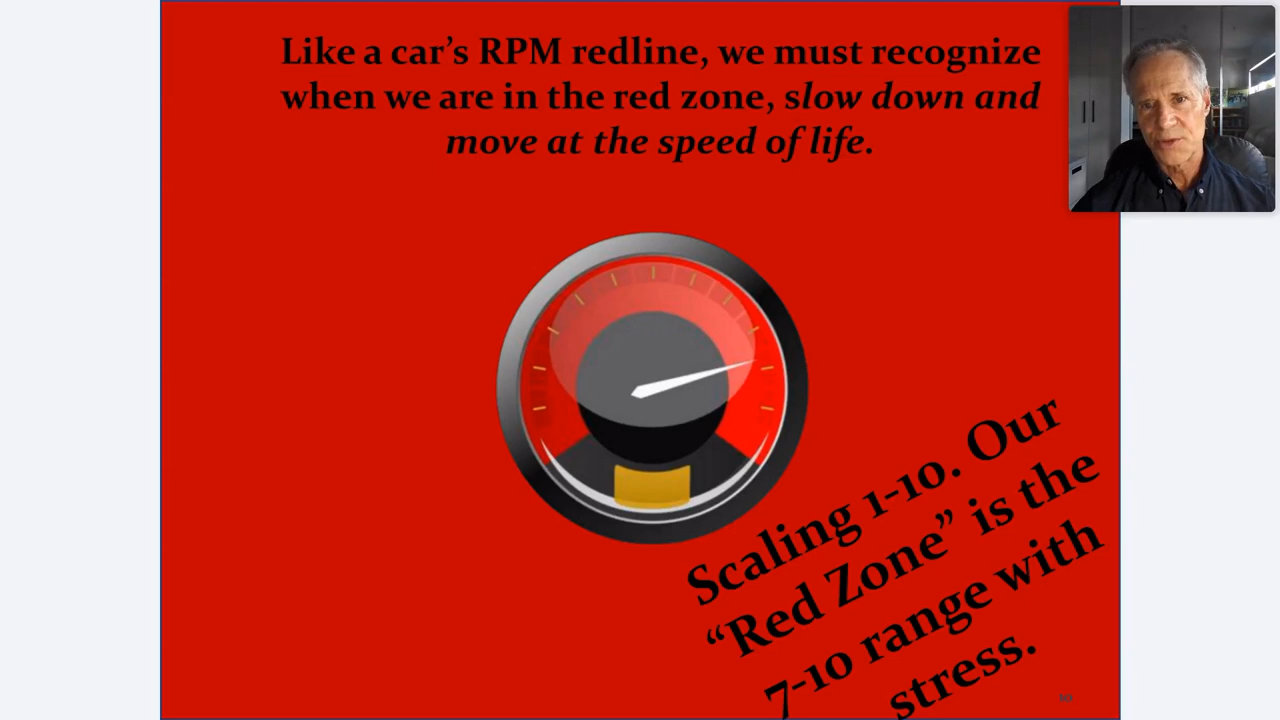 Like a car’s RPM redline, we must recognize
when we are in the red zone, slow down and
move at the speed of life.
Scaling 1-10. Our
“Red Zone” is the
7-10 range with
stress.